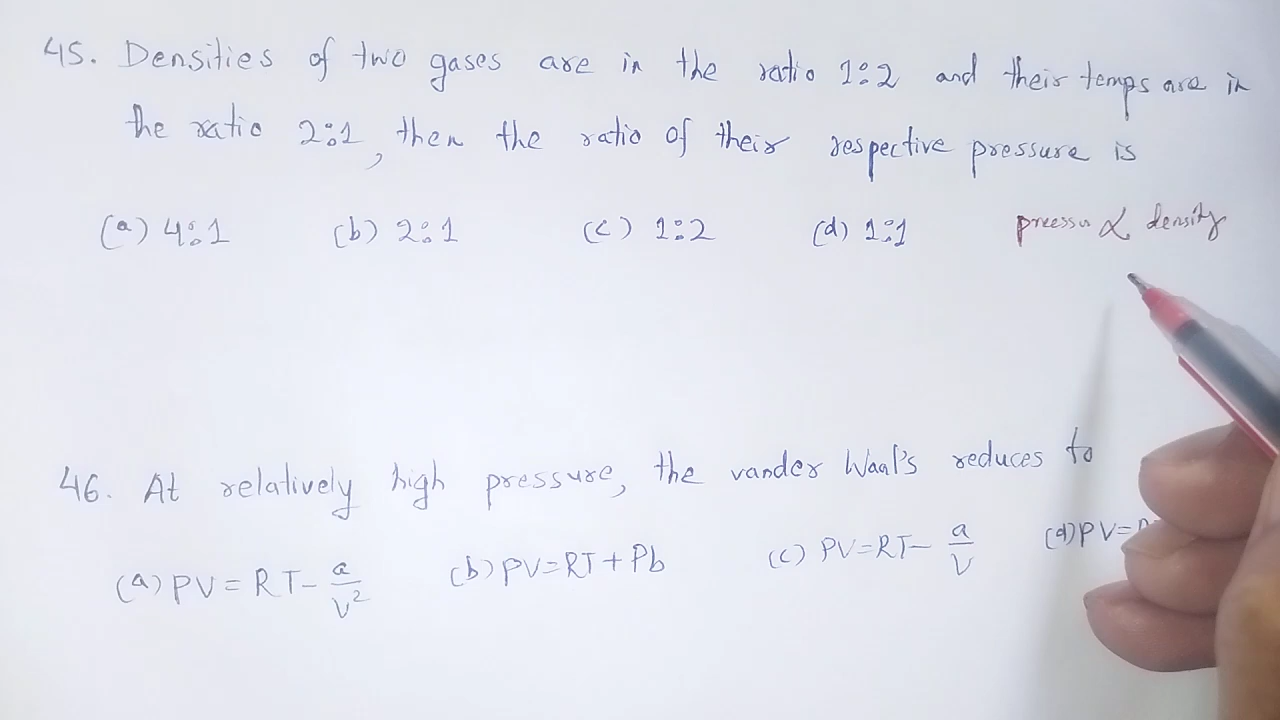 45. Densities of two gases are in the ratio 1:2 and their temps are in
the ratio 2:1, then the ratio of their respective pressure is
(a) 4:1 (b) 2:1 (c) 1:2 (d) 1:1 ∝ density
46. At relatively high pressure, the vander Waal's reduces to
(a) PV = RT - a/V² (b) PV = RT + Pb (c) PV = RT - a/V (d) PV =